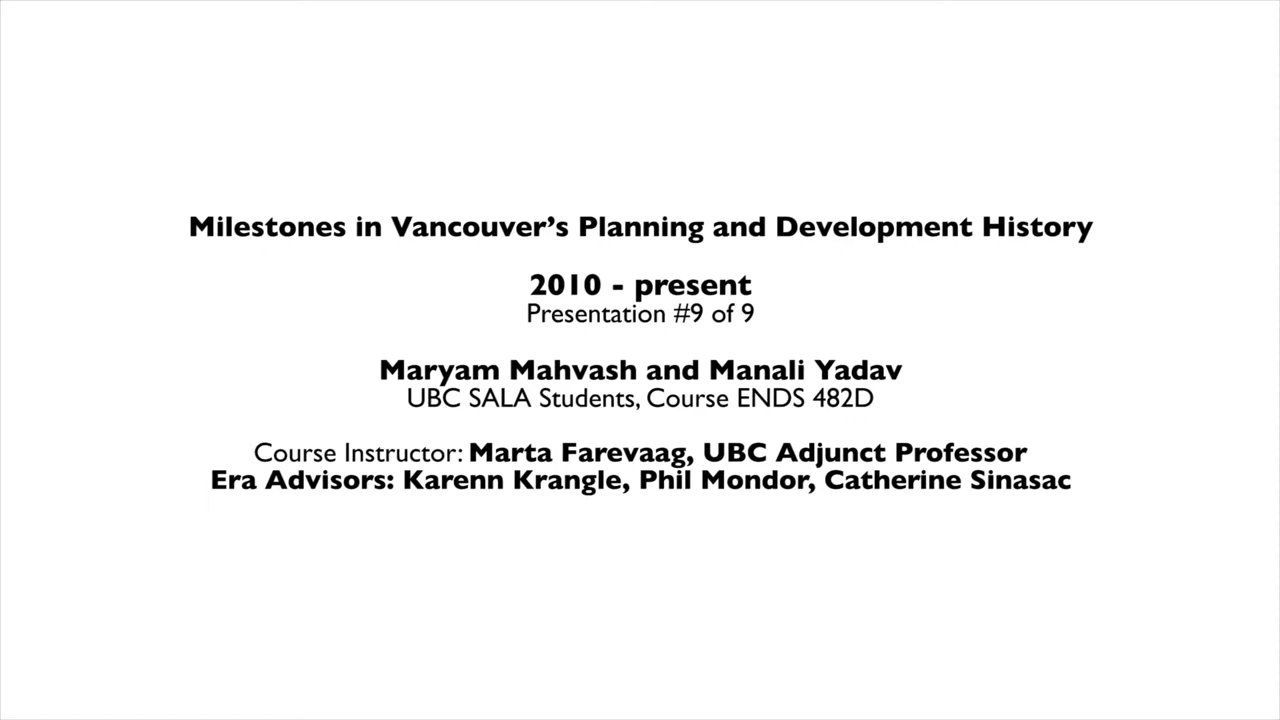 Milestones in Vancouver’s Planning and Development History
2010 - present
Presentation #9 of 9
Maryam Mahvash and Manali Yadav
UBC SALA Students, Course ENDS 482D
Course Instructor: Marta Farevaag, UBC Adjunct Professor
Era Advisors: Karenn Krangle, Phil Mondor, Catherine Sinasac